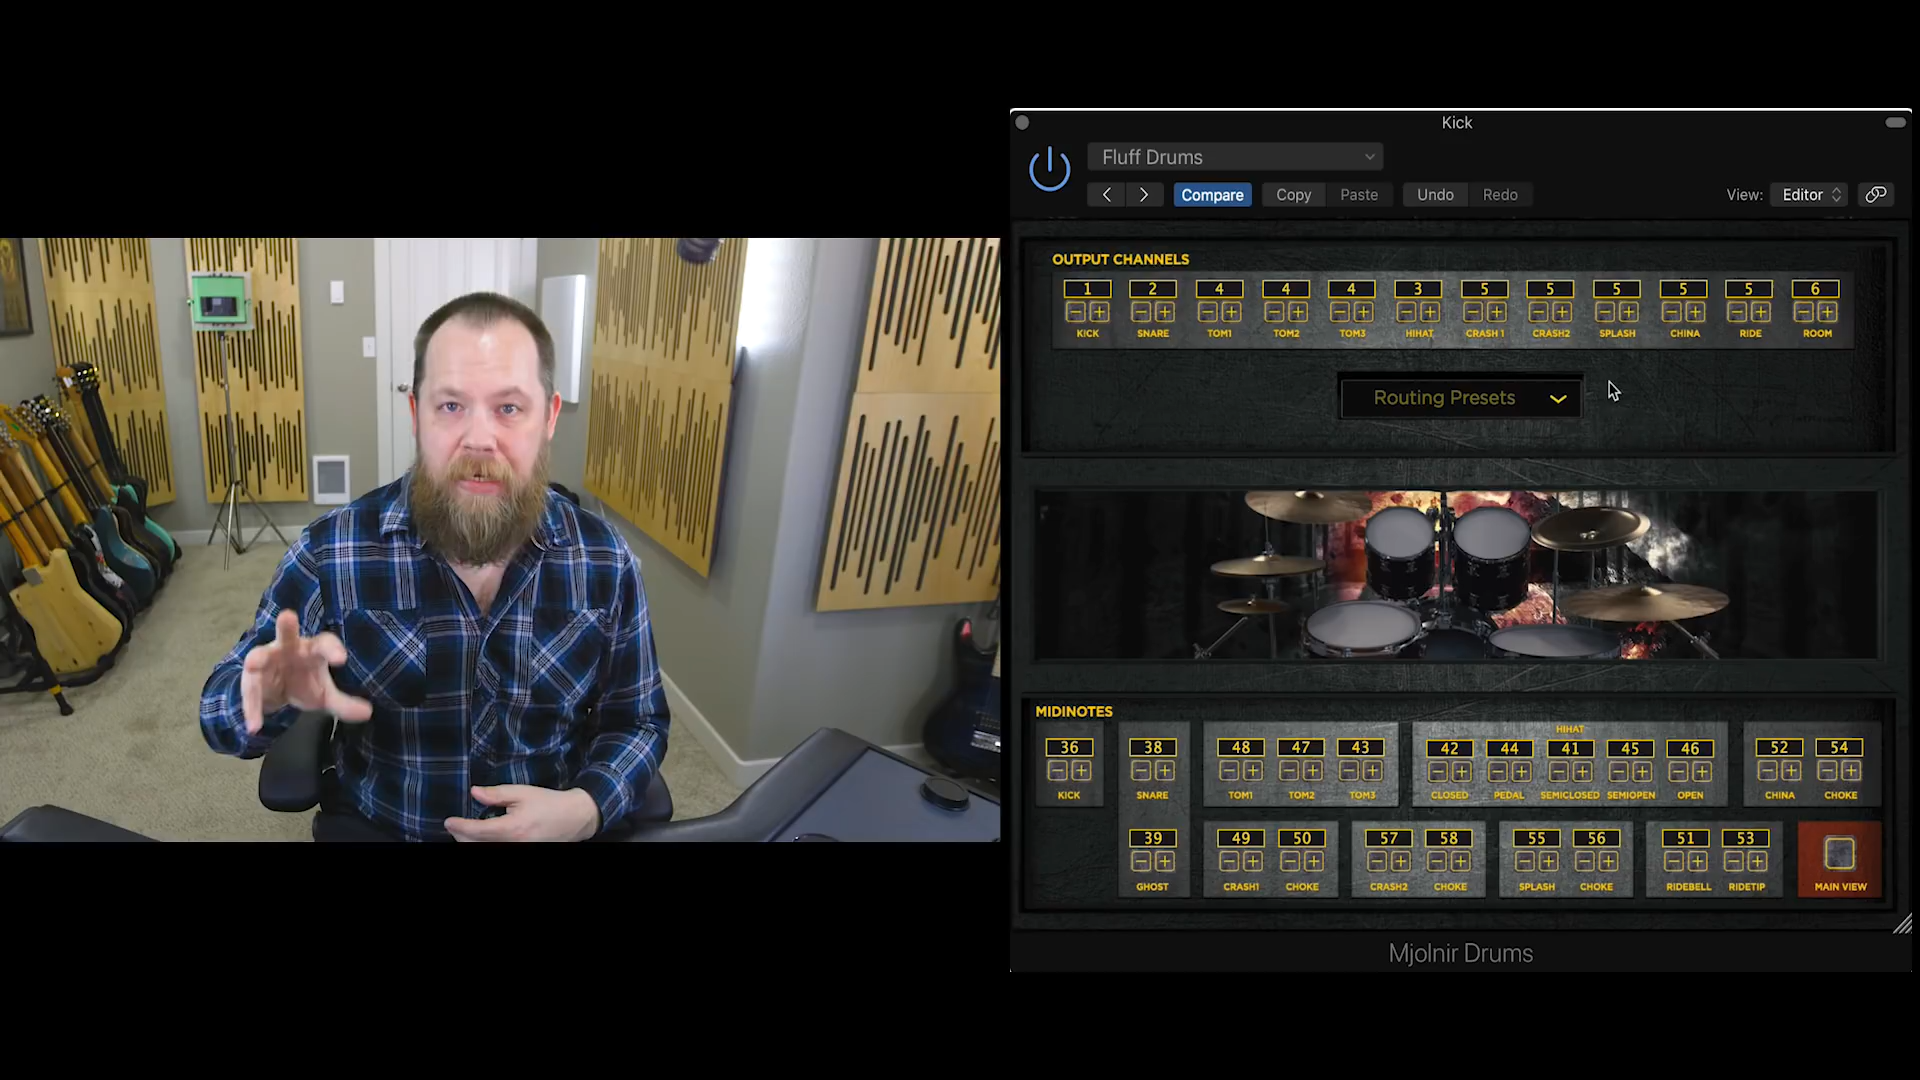 Kick
Fluff Drums
Compare Copy Paste Undo Redo View: Editor
OUTPUT CHANNELS
1 2 4 4 4 3 5 5 5 5 5 6
KICK SNARE TOM1 TOM2 TOM3 HIHAT CRASH 1 CRASH2 SPLASH CHINA RIDE ROOM
Routing Presets
MIDINOTES
HIHAT
36 38 48 47 43 42 44 41 45 46 52 54
KICK SNARE TOM1 TOM2 TOM3 CLOSED PEDAL SEMICLOSED SEMIOPEN OPEN CHINA CHOKE
39 49 50 57 58 55 56 51 53
GHOST CRASH1 CHOKE CRASH2 CHOKE SPLASH CHOKE RIDEBELL RIDETIP MAIN VIEW
Mjolnir Drums